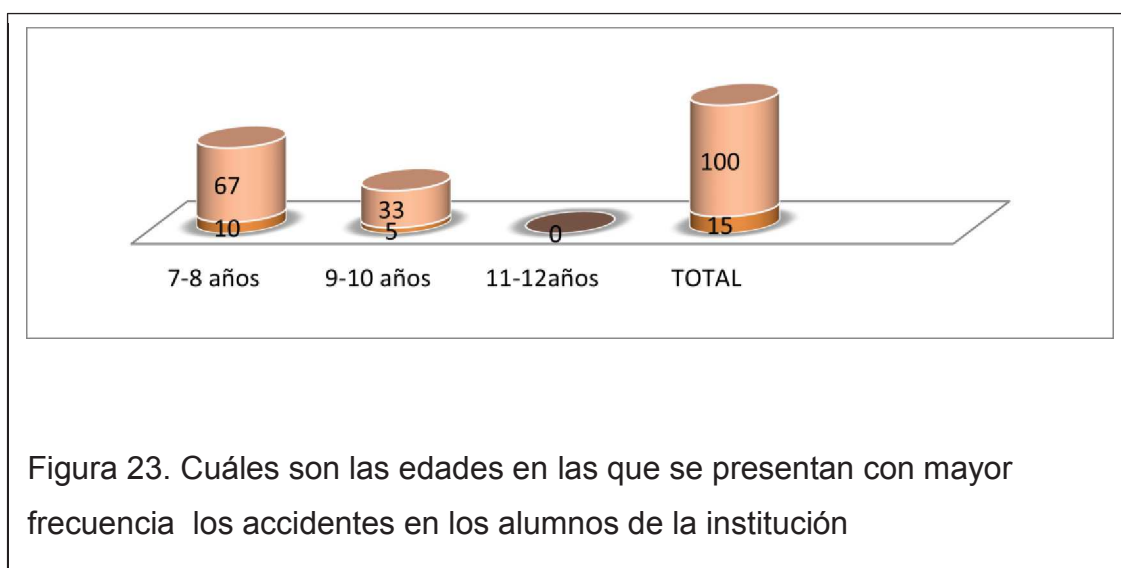 67
10
33
5
0
100
15
7-8 años
9-10 años
11-12años
TOTAL
Figura 23. Cuáles son las edades en las que se presentan con mayor
frecuencia  los accidentes en los alumnos de la institución